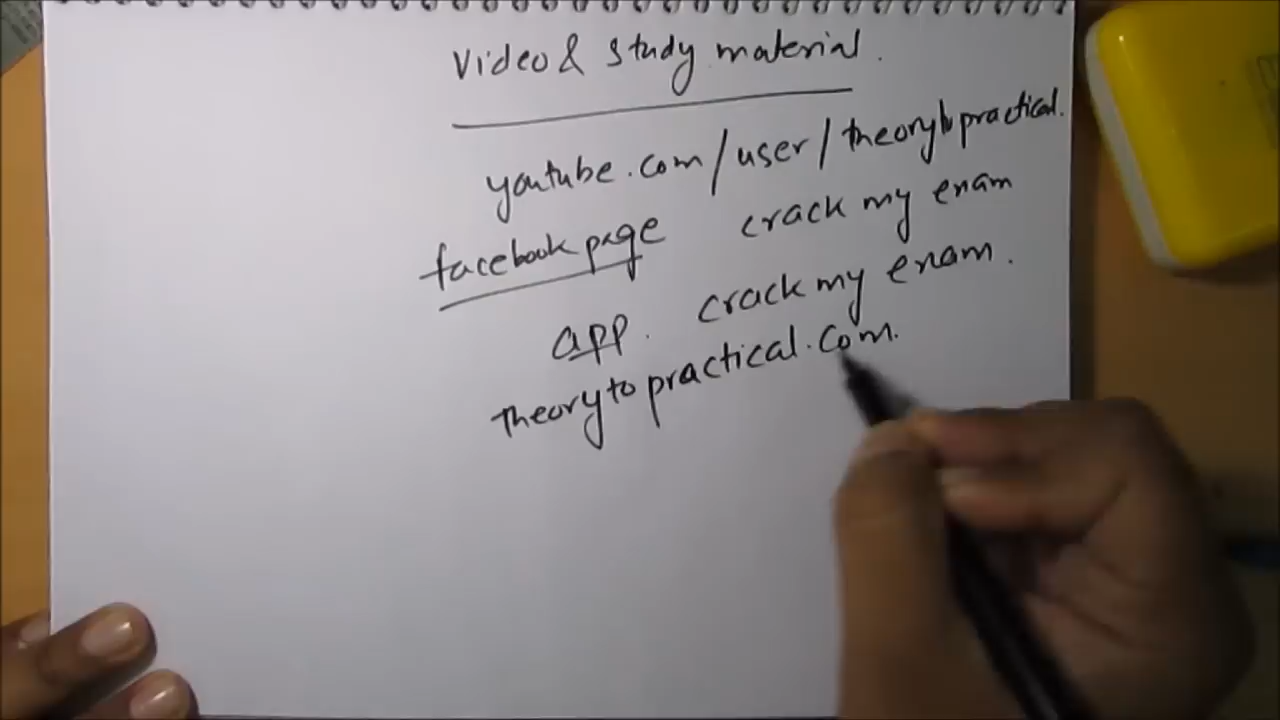 Video & study material.
youtube.com/user/theorytopractical.
facebook page crack my exam
app. crack my exam.
theorytopractical.com.